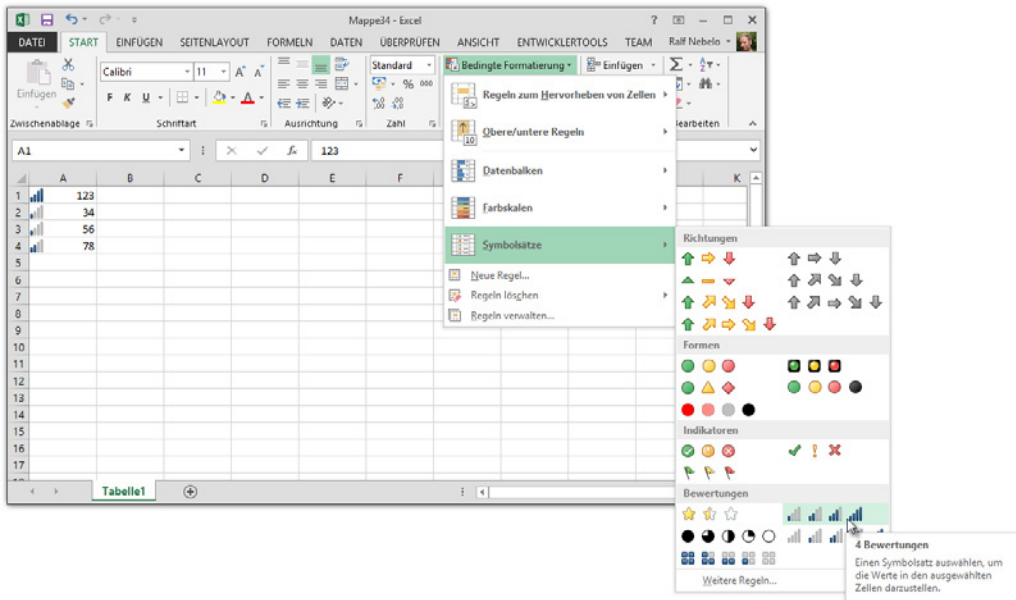 Mappe34 - Excel
?
DATEI START EINFÜGEN SEITENLAYOUT FORMELN DATEN ÜBERPRÜFEN ANSICHT ENTWICKLERTOOLS TEAM Ralf Nebelo
Einfügen
Calibri 11 A A
F K U A
Standard
% 000
Bedingte Formatierung
Einfügen
Zwischenablage Schriftart Ausrichtung Zahl Bearbeiten
A1 fx 123
A B C D E F K
1 123
2 34
3 56
4 78
5
6
7
8
9
10
11
12
13
14
15
16
17
Tabelle1
Regeln zum Hervorheben von Zellen
Obere/untere Regeln
Datenbalken
Farbskalen
Symbolsätze
Neue Regel...
Regeln löschen
Regeln verwalten...
Richtungen
Formen
Indikatoren
Bewertungen
Weitere Regeln...
4 Bewertungen
Einen Symbolsatz auswählen, um
die Werte in den ausgewählten
Zellen darzustellen.